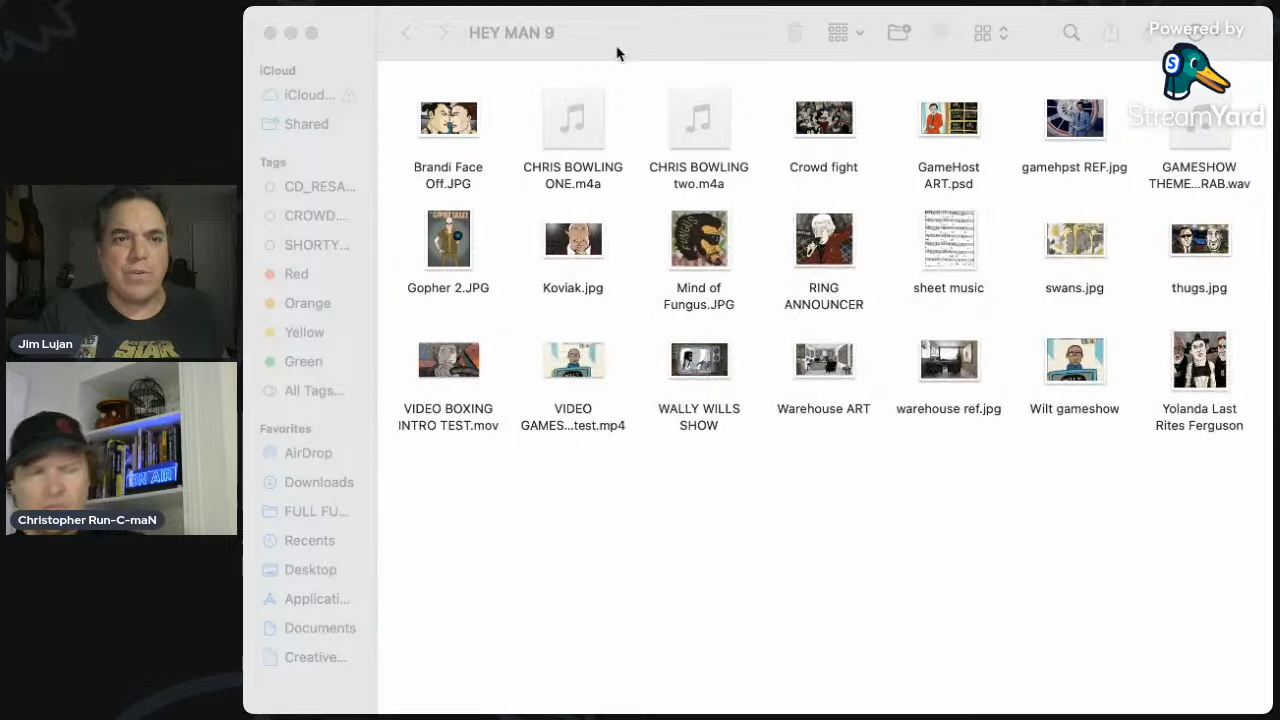 HEY MAN 9
Powered by
StreamYard
iCloud
iCloud...
Shared
Tags
CD_RESA...
CROWD...
SHORTY...
Red
Orange
Yellow
Green
All Tags...
Favorites
AirDrop
Downloads
FULL FU...
Recents
Desktop
Applicati...
Documents
Creative...
Brandi Face
Off.JPG
CHRIS BOWLING
ONE.m4a
CHRIS BOWLING
two.m4a
Crowd fight
GameHost
ART.psd
gamehpst REF.jpg
GAMESHOW
THEME...RAB.wav
Gopher 2.JPG
Koviak.jpg
Mind of
Fungus.JPG
RING
ANNOUNCER
sheet music
swans.jpg
thugs.jpg
VIDEO BOXING
INTRO TEST.mov
VIDEO
GAMES...test.mp4
WALLY WILLS
SHOW
Warehouse ART
warehouse ref.jpg
Wilt gameshow
Yolanda Last
Rites Ferguson
STAR
Jim Lujan
ON AIR
Christopher Run-C-maN